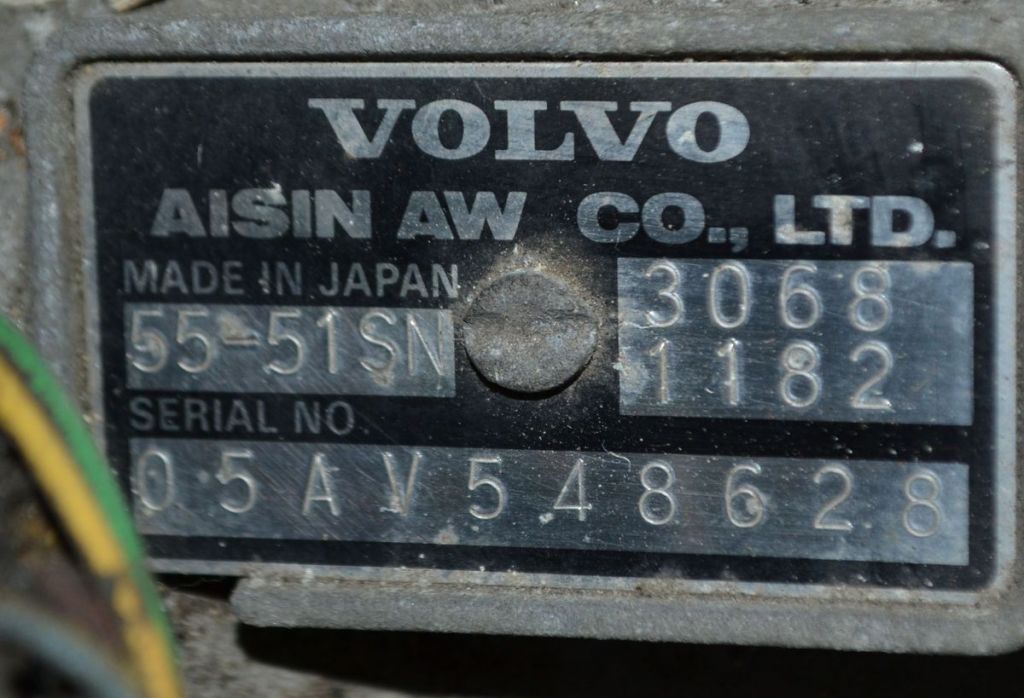 VOLVO
AISIN AW CO., LTD.
MADE IN JAPAN
55-51SN
3068
1182
SERIAL NO.
05AV548628